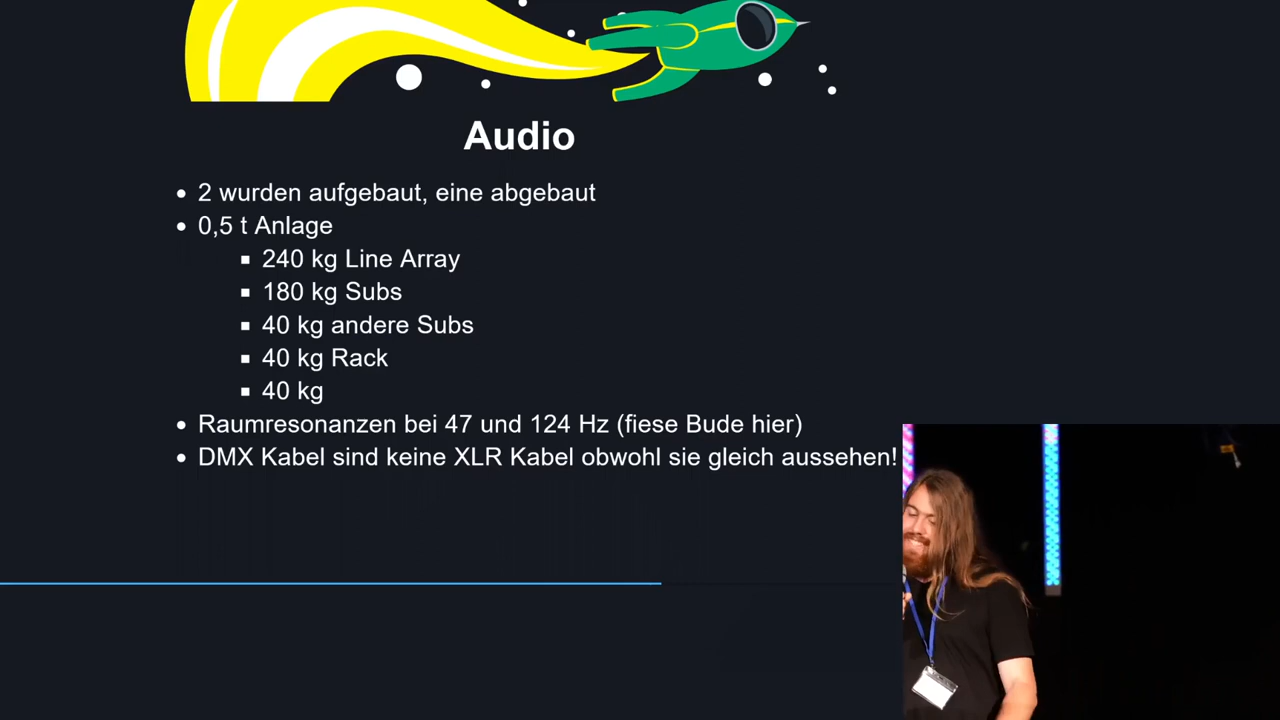 Audio
2 wurden aufgebaut, eine abgebaut
0,5 t Anlage
240 kg Line Array
180 kg Subs
40 kg andere Subs
40 kg Rack
40 kg
Raumresonanzen bei 47 und 124 Hz (fiese Bude hier)
DMX Kabel sind keine XLR Kabel obwohl sie gleich aussehen!